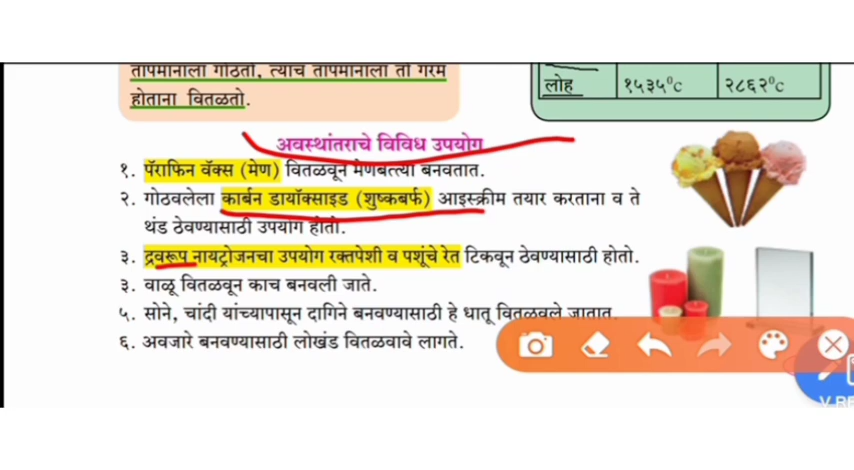 तापमानाला गोठतो, त्याच तापमानाला तो गरम
होताना वितळतो.
लोह १५३५°C २८६२°C
अवस्थांतराचे विविध उपयोग
१. पॅराफिन वॅक्स (मेण) वितळवून मेणबत्त्या बनवतात.
२. गोठवलेला कार्बन डायॉक्साइड (शुष्कबर्फ) आइस्क्रीम तयार करताना व ते
थंड ठेवण्यासाठी उपयोग होतो.
३. द्रवरूप नायट्रोजनचा उपयोग रक्तपेशी व पशूंचे रेत टिकवून ठेवण्यासाठी होतो.
३. वाळू वितळवून काच बनवली जाते.
५. सोने, चांदी यांच्यापासून दागिने बनवण्यासाठी हे धातू वितळवले जातात.
६. अवजारे बनवण्यासाठी लोखंड वितळवावे लागते.